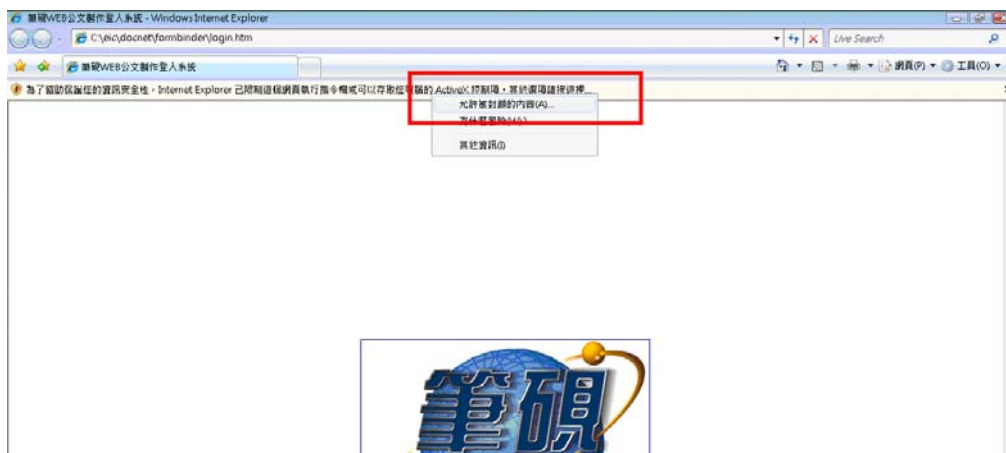 筆硯WEB公文製作登入系統 - Windows Internet Explorer
C:\eic\docnet\formbinder\login.htm
Live Search
筆硯WEB公文製作登入系統
網頁(P)
工具(O)
為了協助保護您的資訊安全性，Internet Explorer 已限制這個網頁執行指令檔或可以存取您電腦的 ActiveX 控制項。其他選項請按這裡...
允許被封鎖的內容(A)...
其他資訊(I)
筆硯